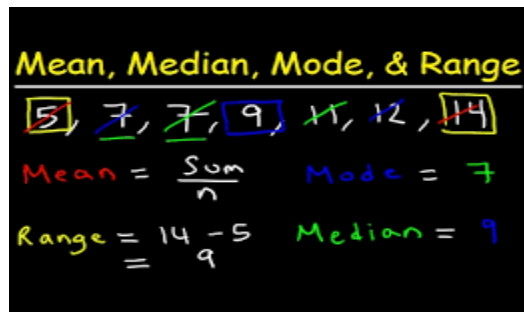 Mean, Median, Mode, & Range
5, 7, 7, 9, 11, 12, 14
Mean = Sum/n Mode = 7
Range = 14 - 5 Median = 9
= 9